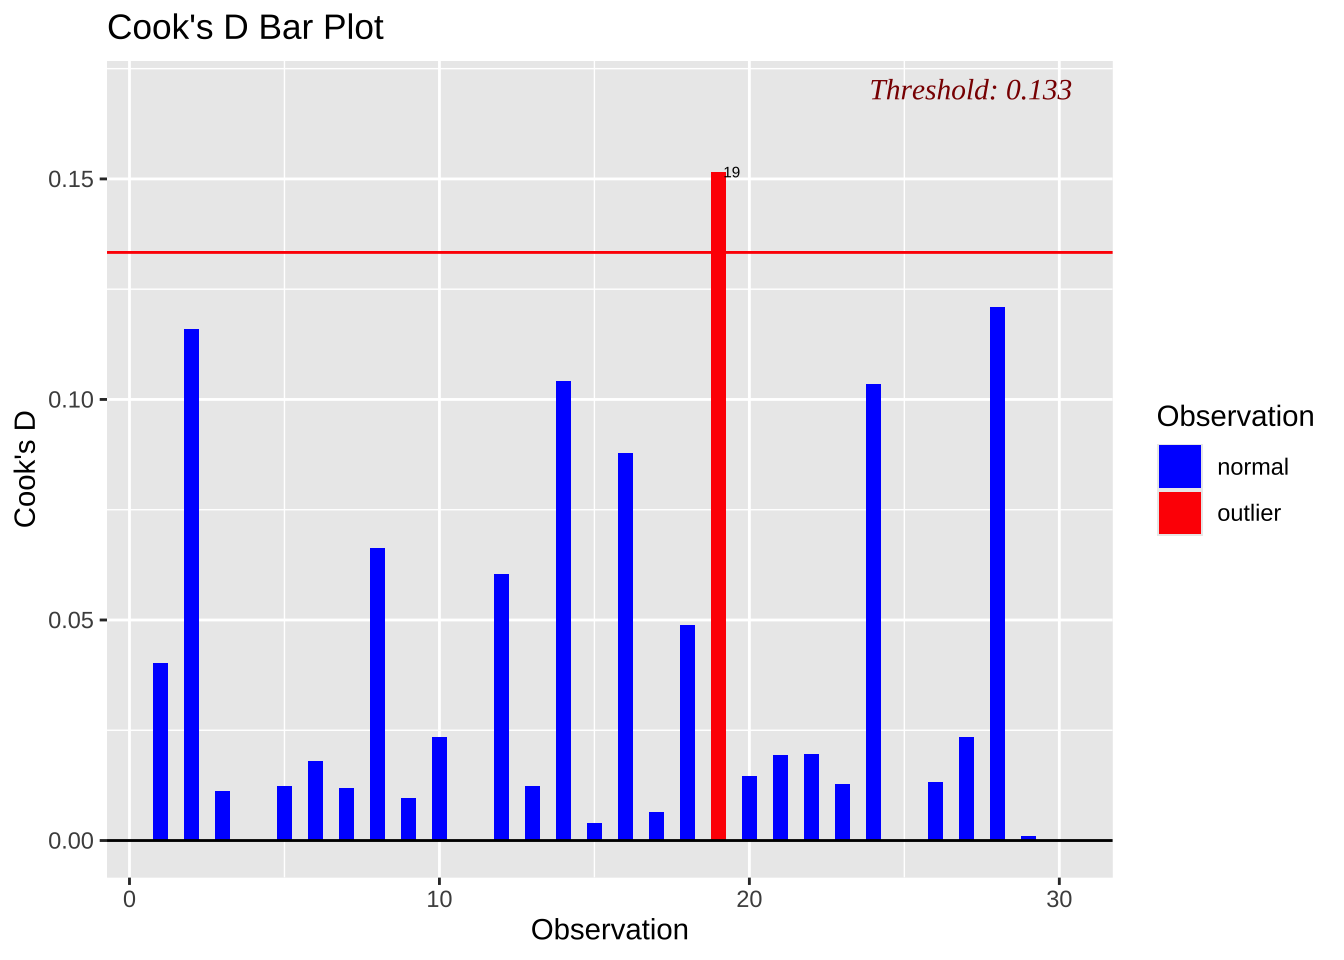 Cook's D Bar Plot
Threshold: 0.133
19
0.15
0.10
0.05
0.00
Cook's D
0 10 20 30
Observation
Observation
normal
outlier